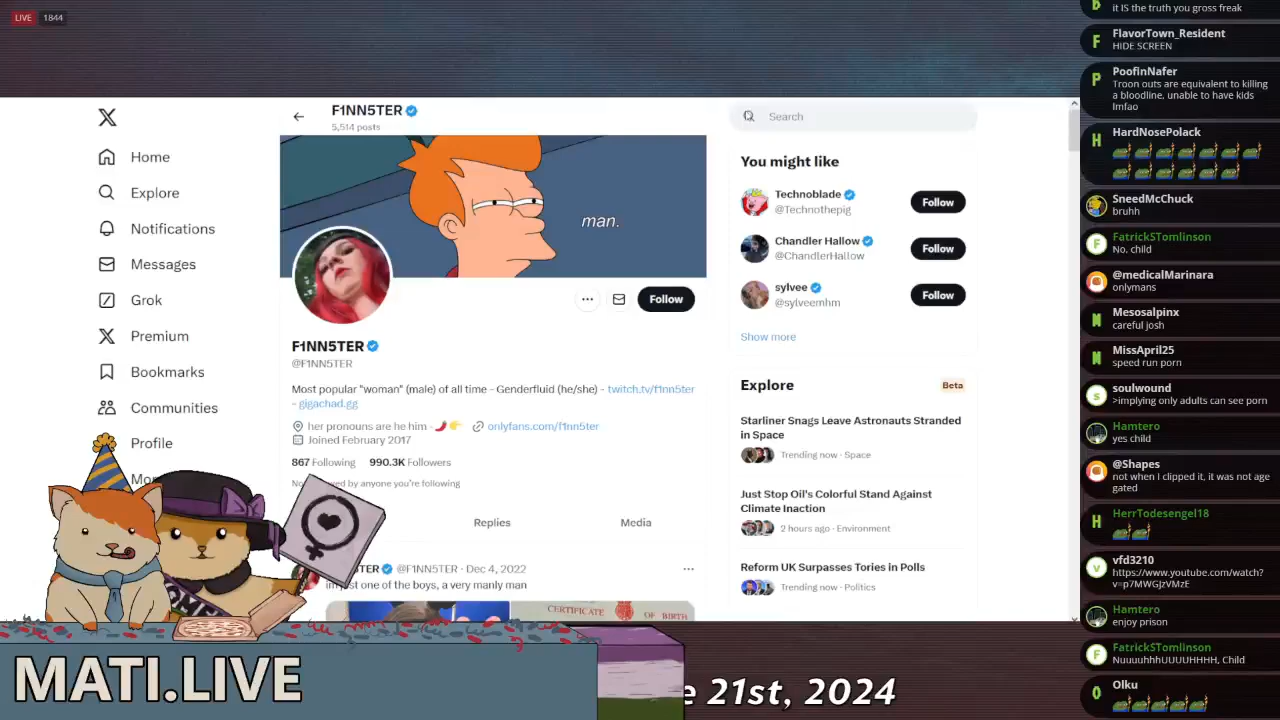 LIVE 1844
F1NN5TER
5,514 posts
man.
Follow
F1NN5TER
@F1NN5TER
Most popular "woman" (male) of all time - Genderfluid (he/she) - twitch.tv/f1nn5ter
- gigachad.gg
her pronouns are he him - 🌶️👉 onlyfans.com/f1nn5ter
Joined February 2017
867 Following 990.3K Followers
by anyone you're following
Replies Media
@F1NN5TER · Dec 4, 2022
one of the boys, a very manly man
CERTIFICATE OF BIRTH
Home
Explore
Notifications
Messages
Grok
Premium
Bookmarks
Communities
Profile
Search
You might like
Technoblade
@Technothepig
Follow
Chandler Hallow
@ChandlerHallow
Follow
sylvee
@sylveemhm
Follow
Show more
Explore Beta
Starliner Snags Leave Astronauts Stranded
in Space
Trending now · Space
Just Stop Oil's Colorful Stand Against
Climate Inaction
2 hours ago · Environment
Reform UK Surpasses Tories in Polls
Trending now · Politics
MATI.LIVE
e 21st, 2024
it IS the truth you gross freak
FlavorTown_Resident
HIDE SCREEN
PoofinNafer
Troon outs are equivalent to killing
a bloodline, unable to have kids
lmfao
HardNosePolack
SneedMcChuck
bruhh
FatrickSTomlinson
No. child
@medicalMarinara
onlymans
Mesosalpinx
careful josh
MissApril25
speed run porn
soulwound
>implying only adults can see porn
Hamtero
yes child
@Shapes
not when I clipped it, it was not age
gated
HerrTodesengel18
vfd3210
https://www.youtube.com/watch?
v=p7MWGJzVMzE
Hamtero
enjoy prison
FatrickSTomlinson
NuuuuhhhUUUUHHHH, Child
Olku